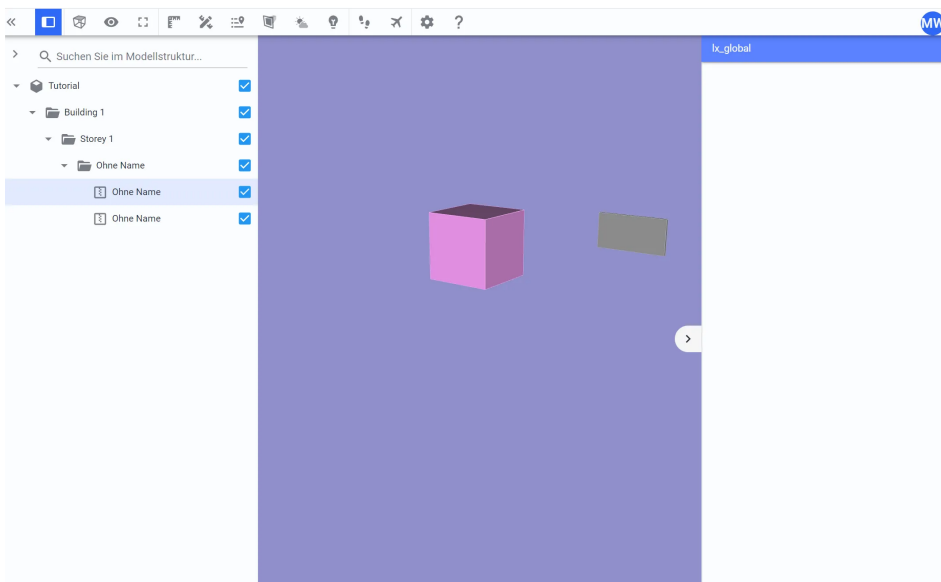 MW
Suchen Sie im Modellstruktur...
lx_global
Tutorial
Building 1
Storey 1
Ohne Name
Ohne Name
Ohne Name